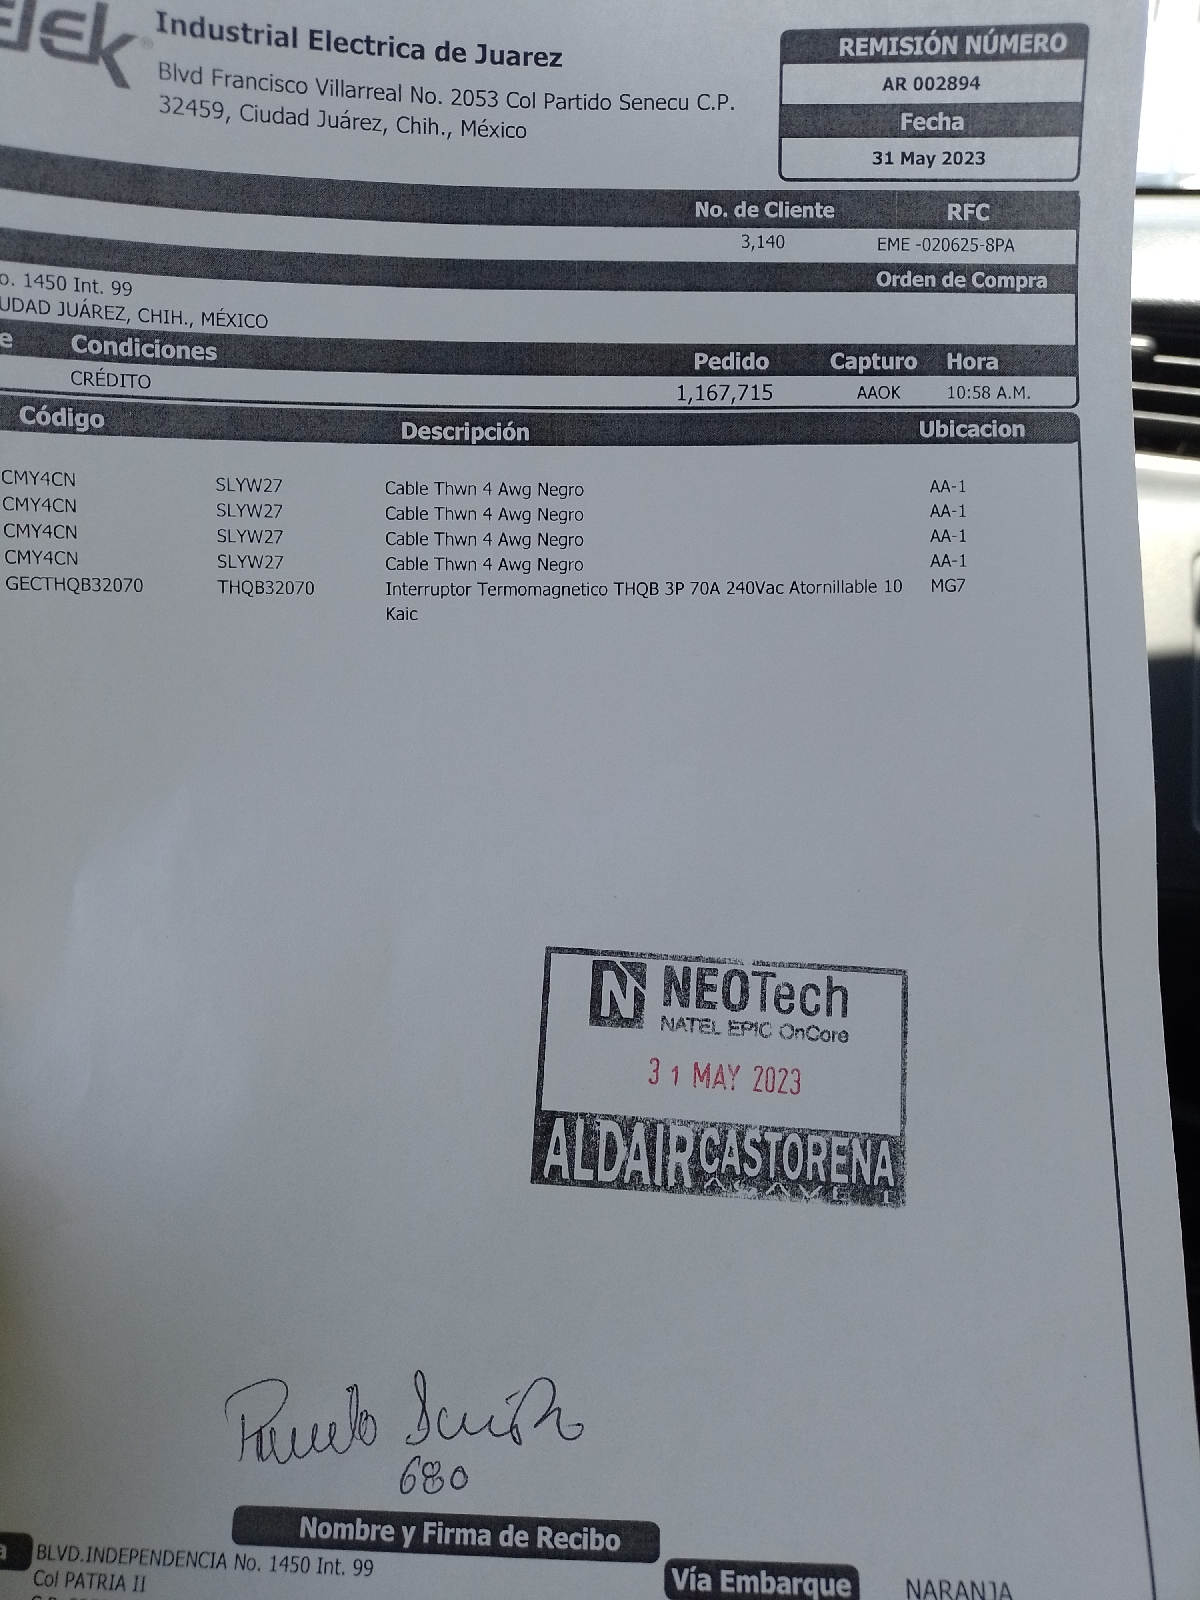 Industrial Electrica de Juarez
Blvd Francisco Villarreal No. 2053 Col Partido Senecu C.P.
32459, Ciudad Juárez, Chih., México
REMISIÓN NÚMERO
AR 002894
Fecha
31 May 2023
No. de Cliente RFC
3,140 EME -020625-8PA
Orden de Compra
o. 1450 Int. 99
UDAD JUÁREZ, CHIH., MÉXICO
e Condiciones Pedido Capturo Hora
CRÉDITO 1,167,715 AAOK 10:58 A.M.
Código Descripción Ubicacion
CMY4CN SLYW27 Cable Thwn 4 Awg Negro AA-1
CMY4CN SLYW27 Cable Thwn 4 Awg Negro AA-1
CMY4CN SLYW27 Cable Thwn 4 Awg Negro AA-1
CMY4CN SLYW27 Cable Thwn 4 Awg Negro AA-1
GECTHQB32070 THQB32070 Interruptor Termomagnetico THQB 3P 70A 240Vac Atornillable 10 MG7
Kaic
N NEOTech
NATEL EPIC OnCore
31 MAY 2023
ALDAIR CASTORENA
680
Nombre y Firma de Recibo
a BLVD.INDEPENDENCIA No. 1450 Int. 99
Col PATRIA II
Vía Embarque NARANJA